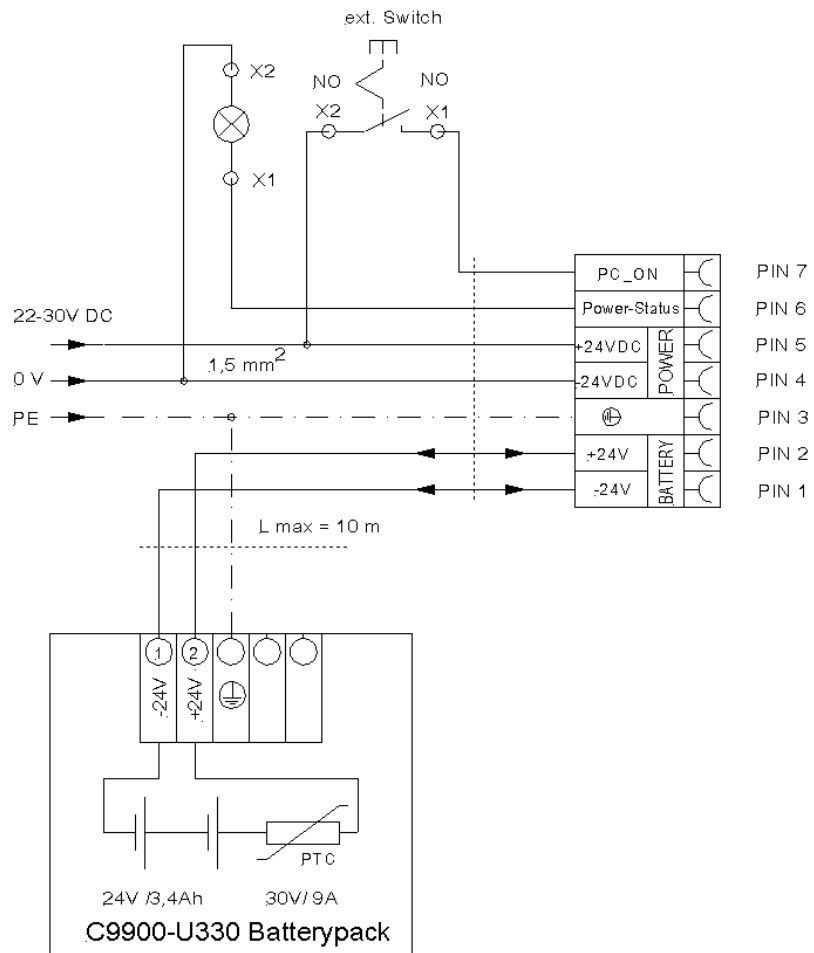 ext. Switch
X2
NO
NO
X2
X1
X1
PC_ON
PIN 7
Power-Status
PIN 6
22-30V DC
+24VDC
POWER
PIN 5
1,5 mm²
0 V
-24VDC
PIN 4
PE
PIN 3
+24V
BATTERY
PIN 2
-24V
PIN 1
L max = 10 m
1
2
-24V
+24V
PTC
24V /3,4Ah
30V/ 9A
C9900-U330 Batterypack